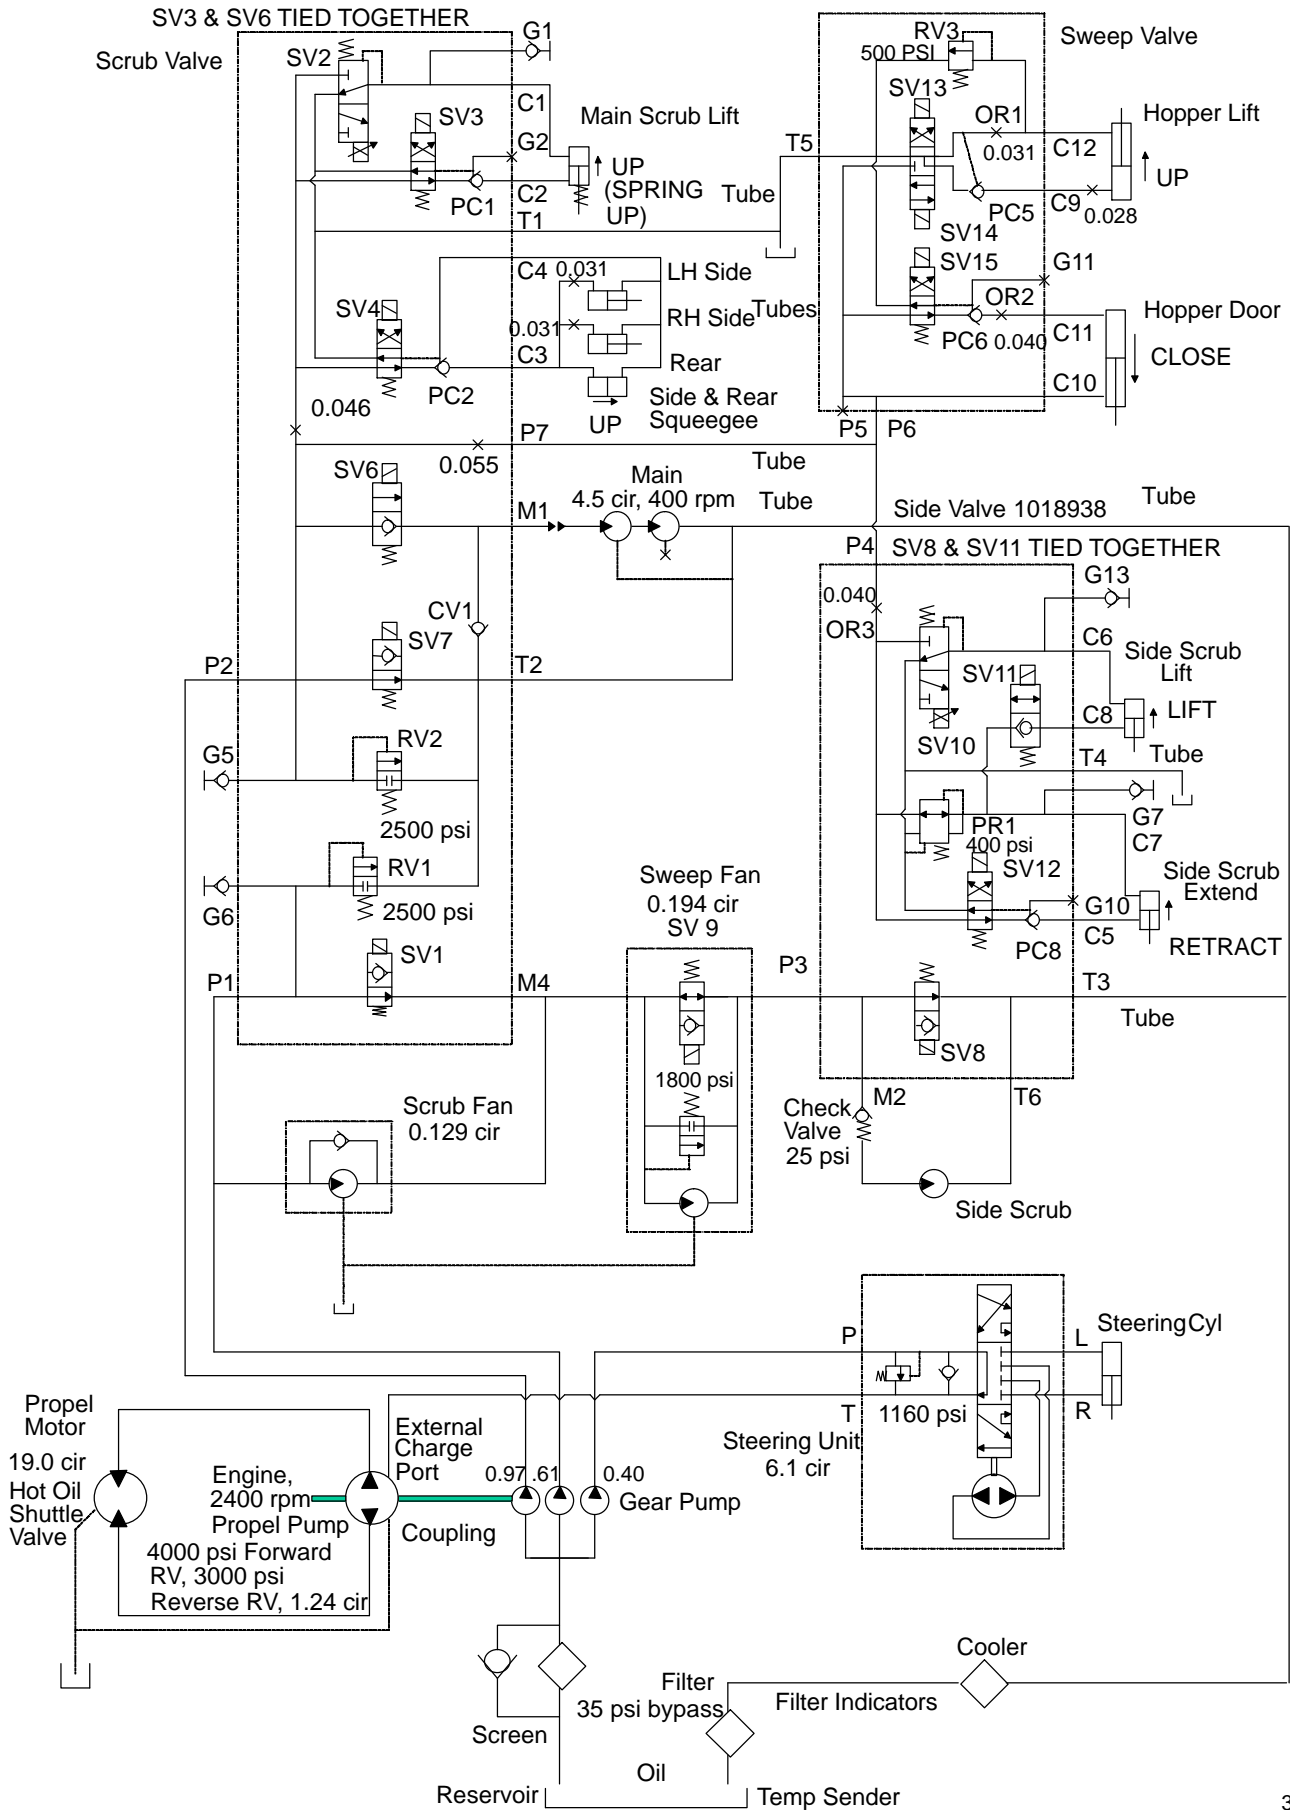 SV3 & SV6 TIED TOGETHER
Scrub Valve
SV2
G1
C1
SV3
Main Scrub Lift
G2
UP
(SPRING
UP)
C2
PC1
T1
Tube
T5
RV3
500 PSI
Sweep Valve
SV13
OR1
0.031
Hopper Lift
C12
UP
PC5
C9
0.028
SV14
SV15
G11
OR2
PC6
0.040
C11
Hopper Door
CLOSE
C10
P5
P6
C4
0.031
LH Side
SV4
0.031
RH Side
Tubes
C3
Rear
PC2
Side & Rear
Squeegee
UP
0.046
P7
0.055
Tube
SV6
Main
4.5 cir, 400 rpm
Tube
M1
Side Valve 1018938
Tube
P4
SV8 & SV11 TIED TOGETHER
G13
0.040
OR3
C6
Side Scrub
Lift
CV1
SV7
P2
T2
SV11
LIFT
C8
SV10
T4
Tube
RV2
G5
2500 psi
G7
PR1
400 psi
C7
RV1
G6
2500 psi
SV12
Side Scrub
Extend
G10
C5
PC8
RETRACT
Sweep Fan
0.194 cir
SV 9
SV1
P1
M4
P3
T3
Tube
SV8
1800 psi
M2
T6
Check
Valve
25 psi
Side Scrub
Scrub Fan
0.129 cir
P
L
SteeringCyl
T
1160 psi
R
Steering Unit
6.1 cir
Propel
Motor
19.0 cir
Hot Oil
Shuttle
Valve
External
Charge
Port
0.97
.61
0.40
Gear Pump
Engine,
2400 rpm
Propel Pump
Coupling
4000 psi Forward
RV, 3000 psi
Reverse RV, 1.24 cir
Cooler
Filter
35 psi bypass
Filter Indicators
Screen
Oil
Reservoir
Temp Sender
3